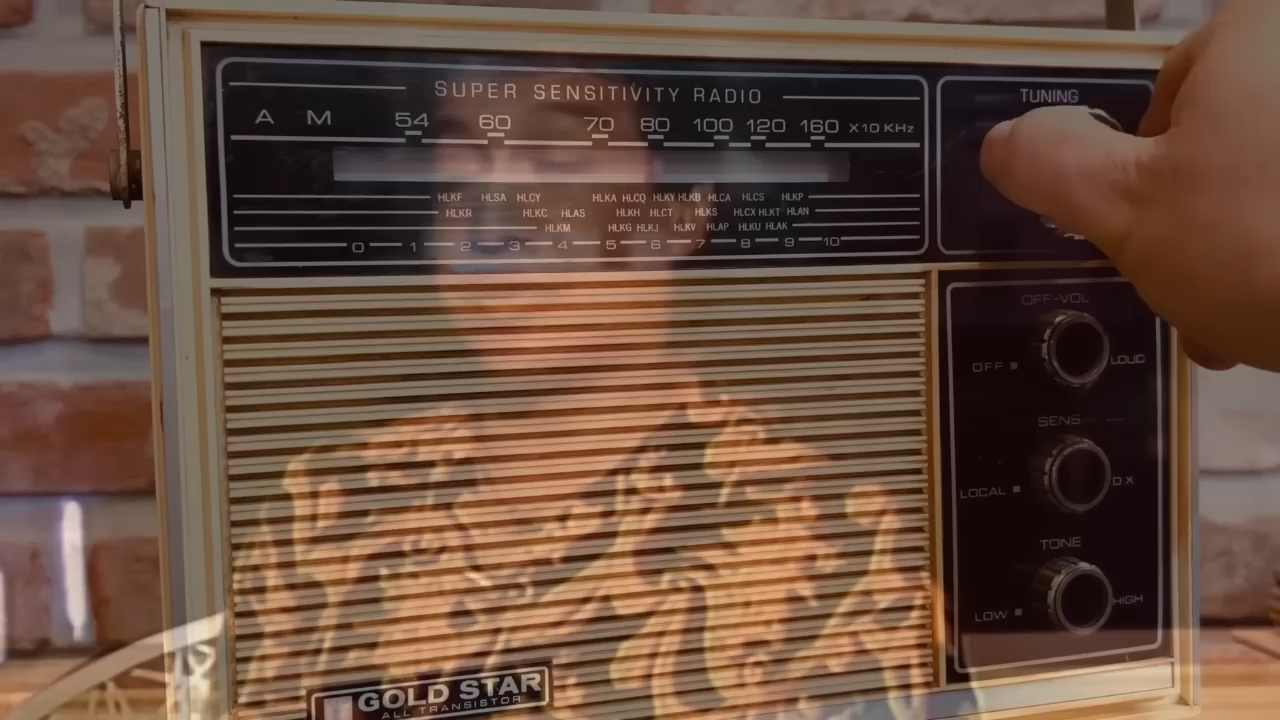 SUPER SENSITIVITY RADIO
TUNING
AM 54 60 70 80 100 120 160 X10 KHz
HLKF HLSA HLCY HLKA HLCQ HLKY HLKB HLCA HLCS HLKP
HLKR HLKC HLAS HLKH HLCT HLKS HLCX HLKT HLAN
HLKM HLKG HLKJ HLKV HLAP HLKU HLAK
0 1 2 3 4 5 6 7 8 9 10
OFF-VOL
OFF LOUD
SENS
LOCAL DX
TONE
LOW HIGH
GOLD STAR
ALL TRANSISTOR